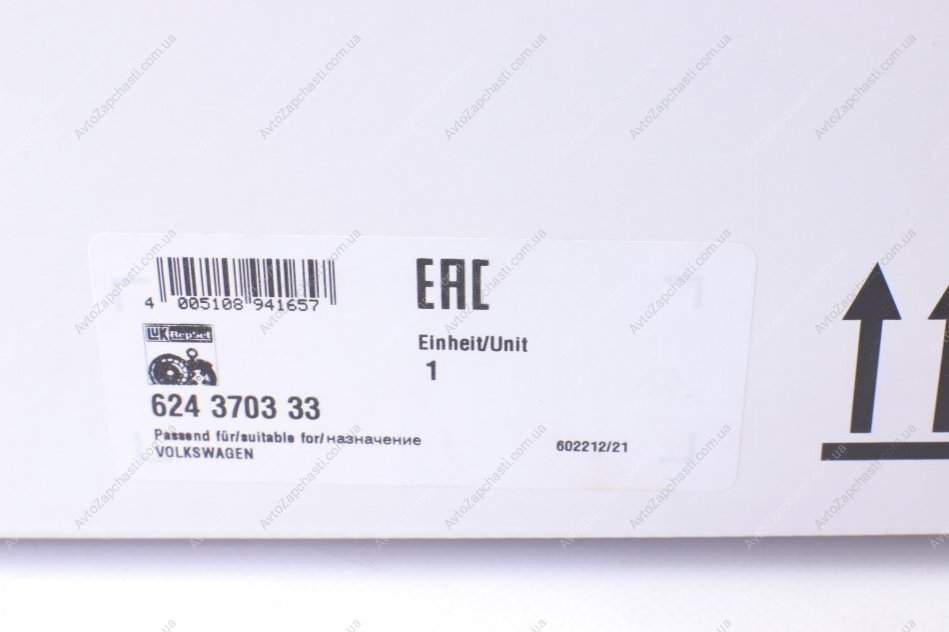 4 005108 941657
EAC
LuK RepSet
Einheit/Unit
1
624 3703 33
Passend für/suitable for/назначение
VOLKSWAGEN
602212/21
AvtoZapchasti.com.ua